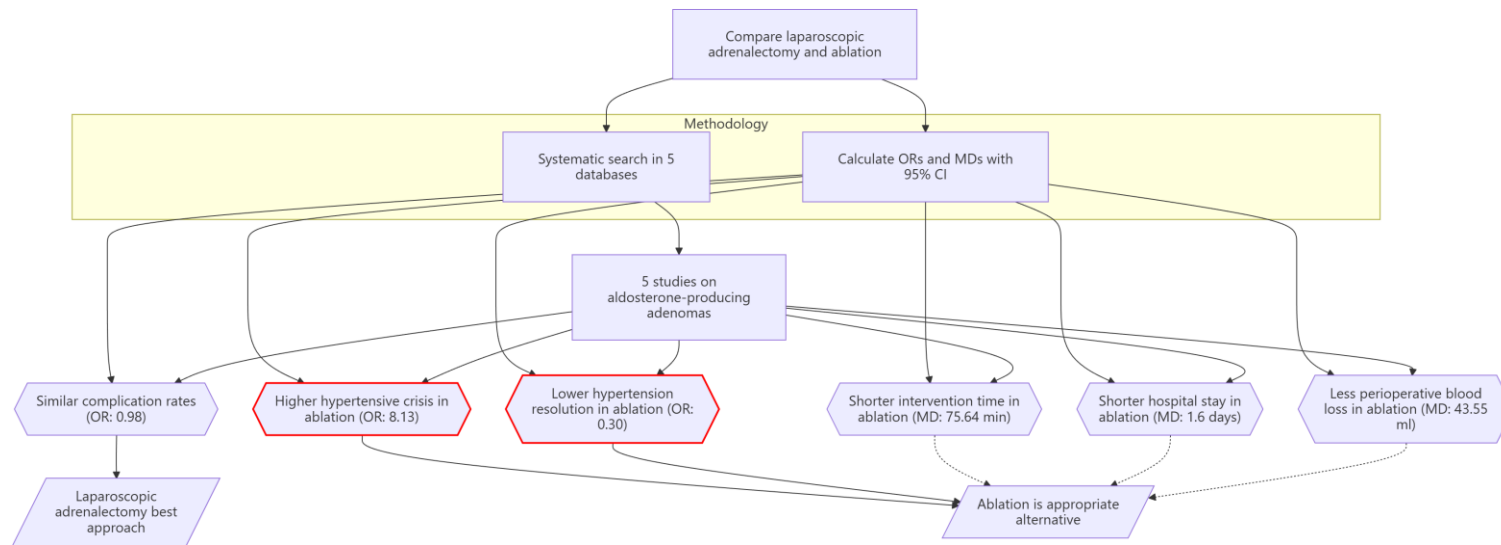 Compare laparoscopic
adrenalectomy and ablation
Methodology
Systematic search in 5
databases
Calculate ORs and MDs with
95% CI
5 studies on
aldosterone-producing
adenomas
Similar complication rates
(OR: 0.98)
Higher hypertensive crisis in
ablation (OR: 8.13)
Lower hypertension
resolution in ablation (OR:
0.30)
Shorter intervention time in
ablation (MD: 75.64 min)
Shorter hospital stay in
ablation (MD: 1.6 days)
Less perioperative blood
loss in ablation (MD: 43.55
ml)
Laparoscopic
adrenalectomy best
approach
Ablation is appropriate
alternative